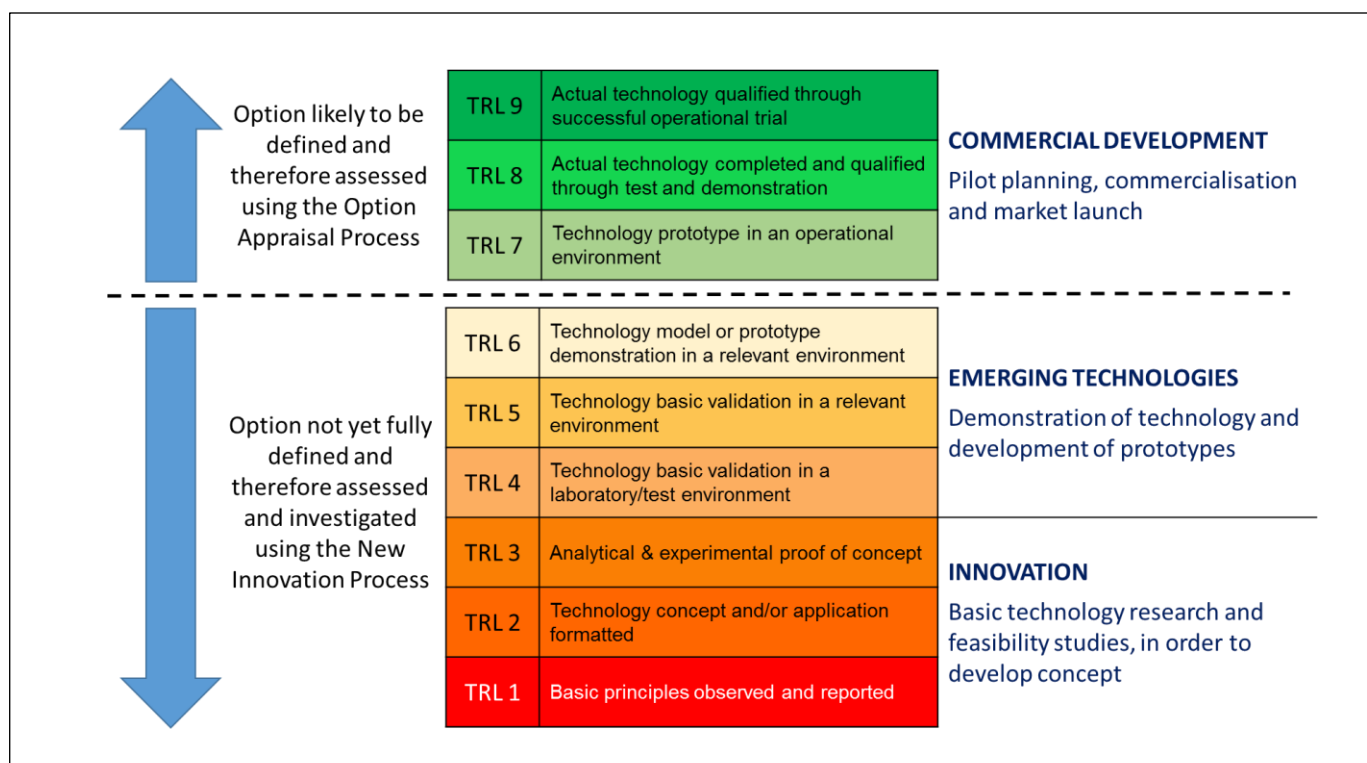 Option likely to be
defined and
therefore assessed
using the Option
Appraisal Process
TRL 9
Actual technology qualified through
successful operational trial
TRL 8
Actual technology completed and qualified
through test and demonstration
TRL 7
Technology prototype in an operational
environment
COMMERCIAL DEVELOPMENT
Pilot planning, commercialisation
and market launch
Option not yet fully
defined and
therefore assessed
and investigated
using the New
Innovation Process
TRL 6
Technology model or prototype
demonstration in a relevant environment
TRL 5
Technology basic validation in a relevant
environment
TRL 4
Technology basic validation in a
laboratory/test environment
EMERGING TECHNOLOGIES
Demonstration of technology and
development of prototypes
TRL 3
Analytical & experimental proof of concept
TRL 2
Technology concept and/or application
formatted
TRL 1
Basic principles observed and reported
INNOVATION
Basic technology research and
feasibility studies, in order to
develop concept